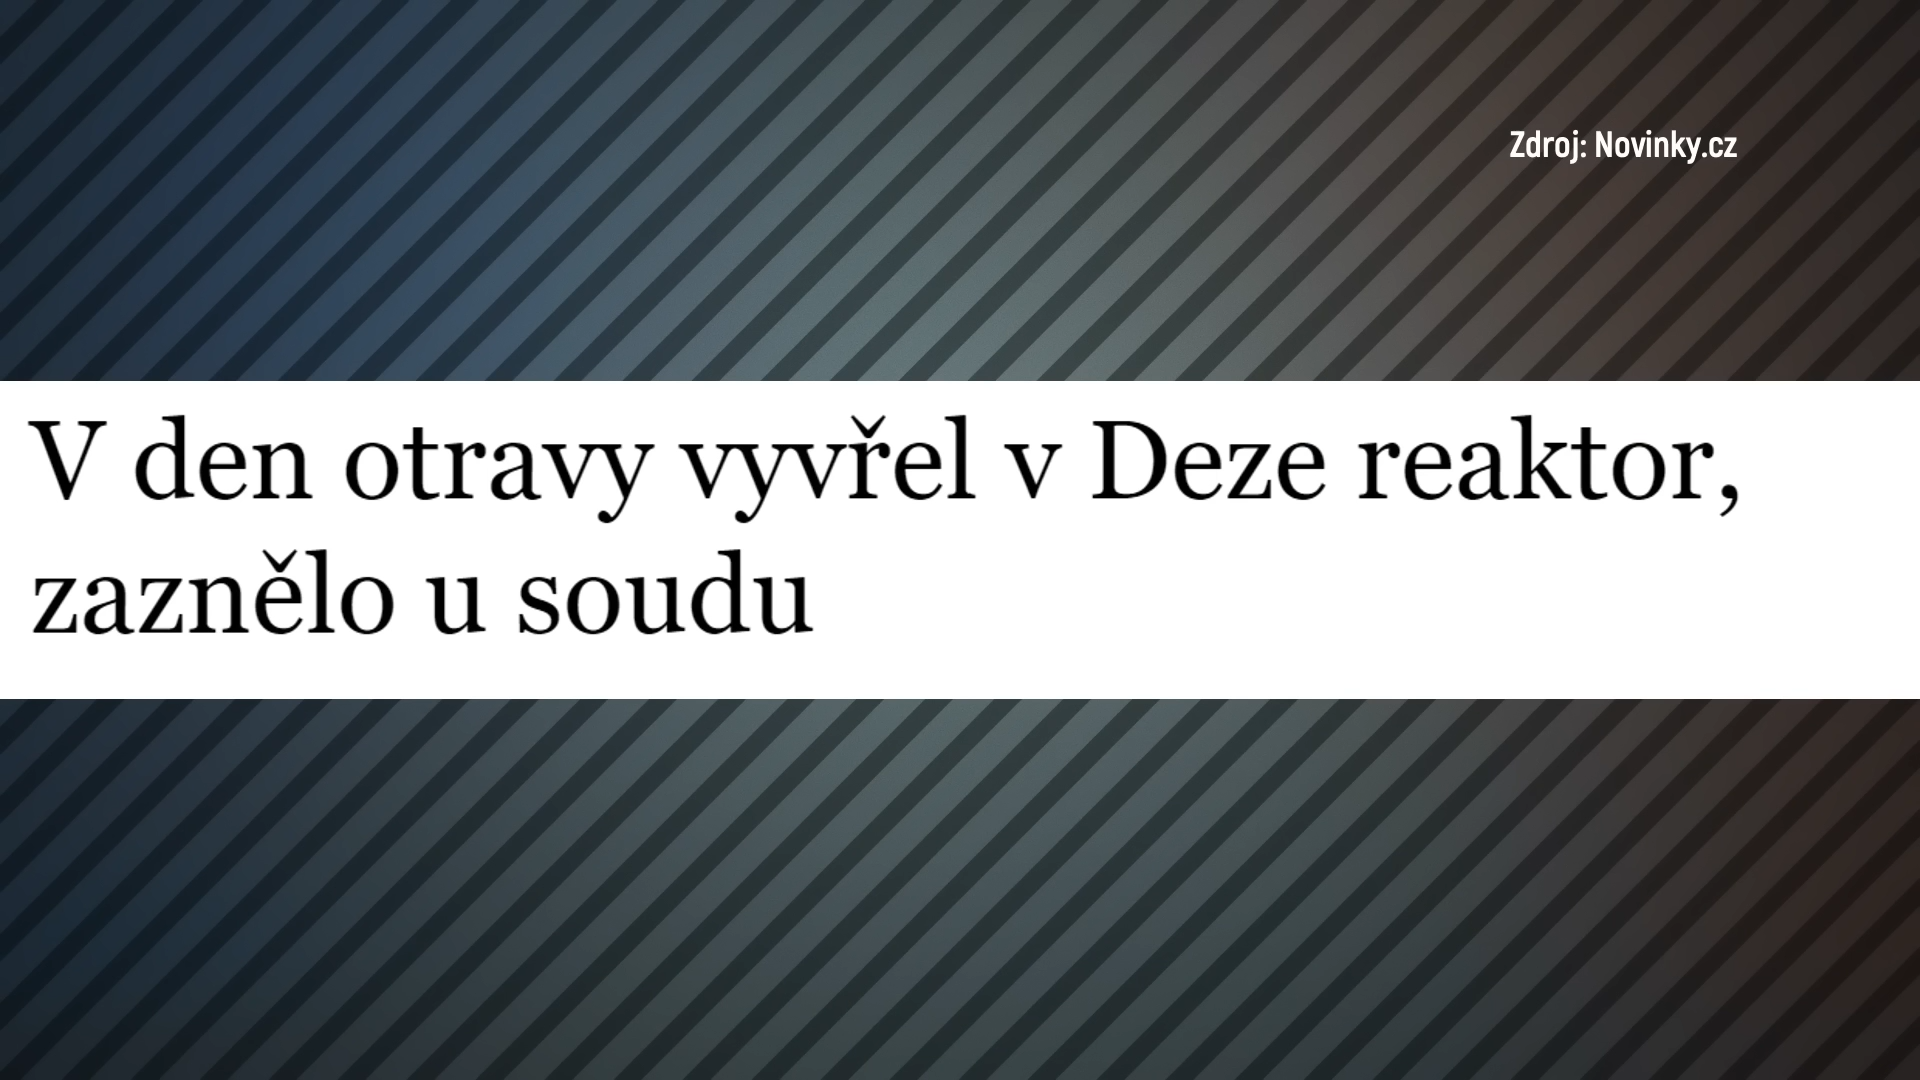 Zdroj: Novinky.cz
V den otravy vyvřel v Deze reaktor,
zaznělo u soudu